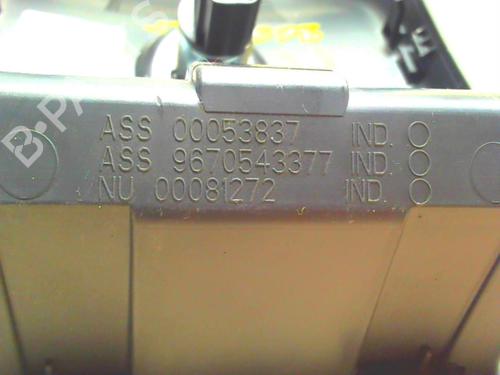 ASS 00053837 IND.
ASS 9670543377 IND.
NU 00081272 IND.